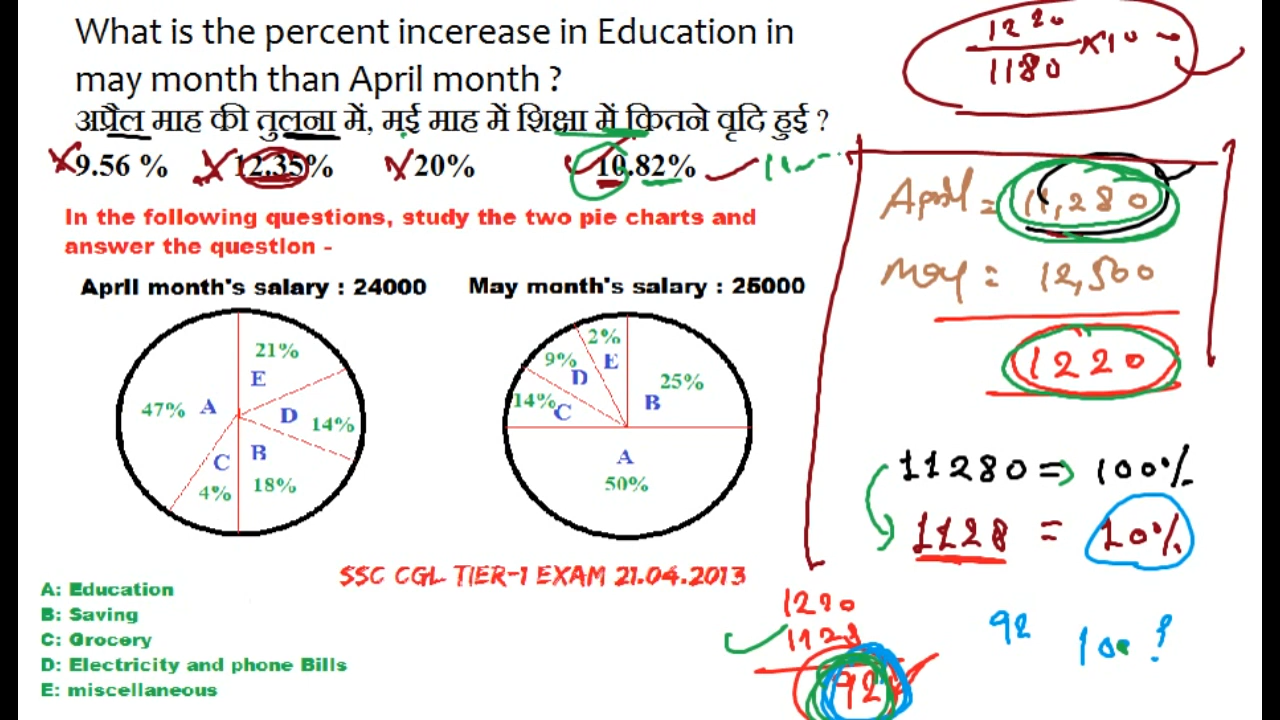 What is the percent incerease in Education in
may month than April month ?
अप्रैल माह की तुलना में, मई माह में शिक्षा में कितने वृदि हुई ?
9.56 % 12.35% 20% 10.82%
In the following questions, study the two pie charts and
answer the question -
April month's salary : 24000
21%
E
47% A
D 14%
C B
4% 18%
May month's salary : 25000
2%
9% E
D 25%
14% C B
A
50%
SSC CGL TIER-1 EXAM 21.04.2013
A: Education
B: Saving
C: Grocery
D: Electricity and phone Bills
E: miscellaneous
1220
1180
April = 11,280
May = 12,500
1220
11280 => 100%
1128 = 10%
1220
1128
92
92 100 ?